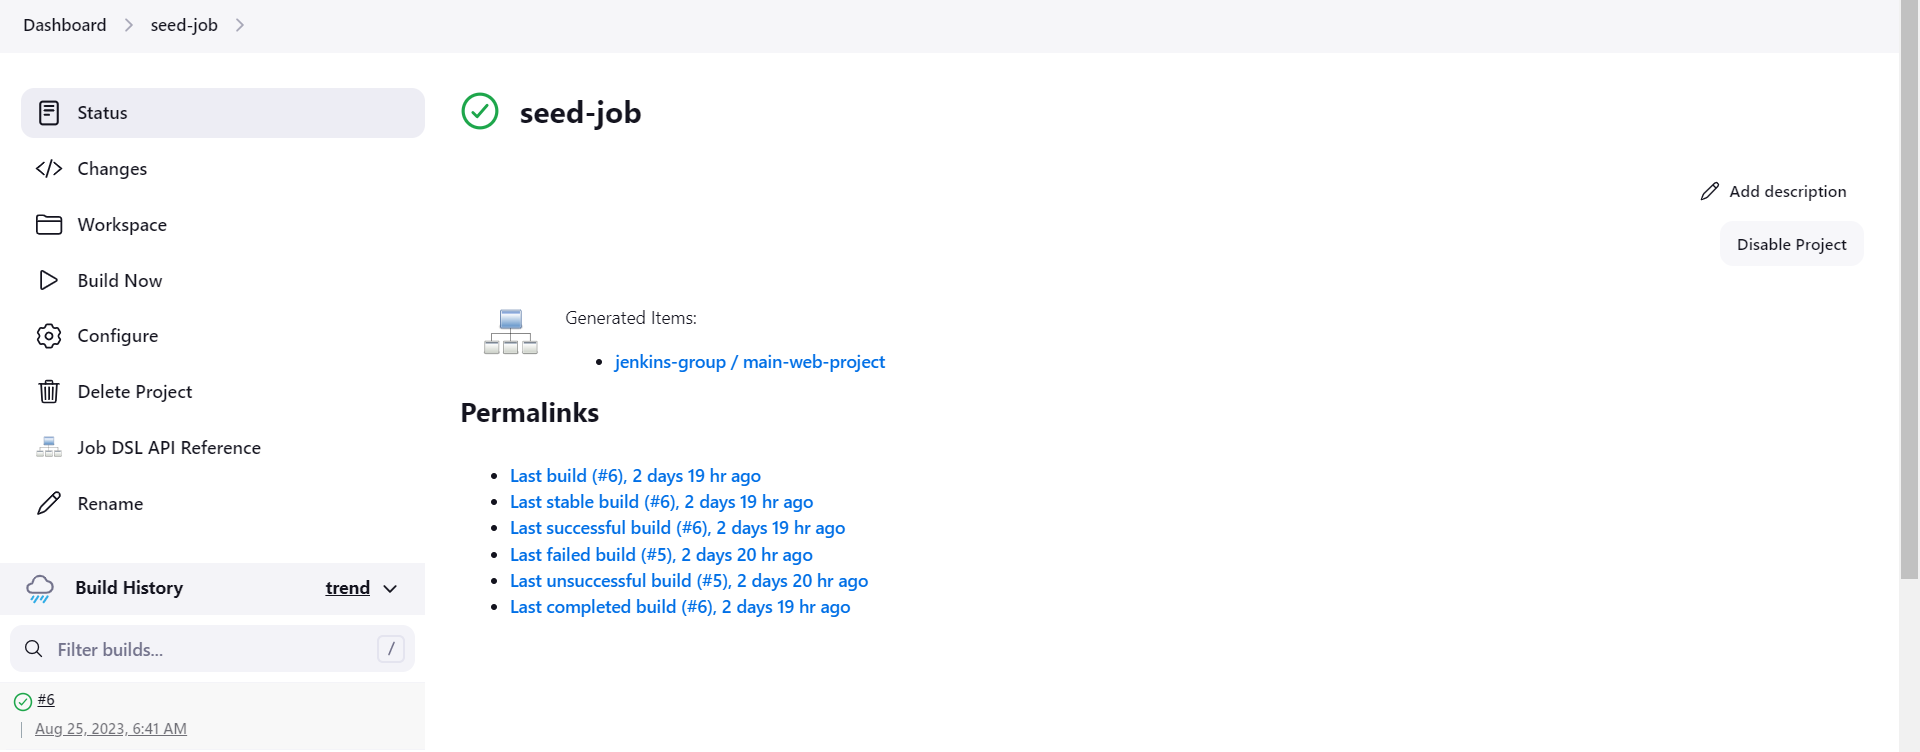 Dashboard
seed-job
Status
Changes
Workspace
Build Now
Configure
Delete Project
Job DSL API Reference
Rename
Build History
trend
Filter builds...
/
#6
Aug 25, 2023, 6:41 AM
seed-job
Add description
Disable Project
Generated Items:
jenkins-group / main-web-project
Permalinks
Last build (#6), 2 days 19 hr ago
Last stable build (#6), 2 days 19 hr ago
Last successful build (#6), 2 days 19 hr ago
Last failed build (#5), 2 days 20 hr ago
Last unsuccessful build (#5), 2 days 20 hr ago
Last completed build (#6), 2 days 19 hr ago